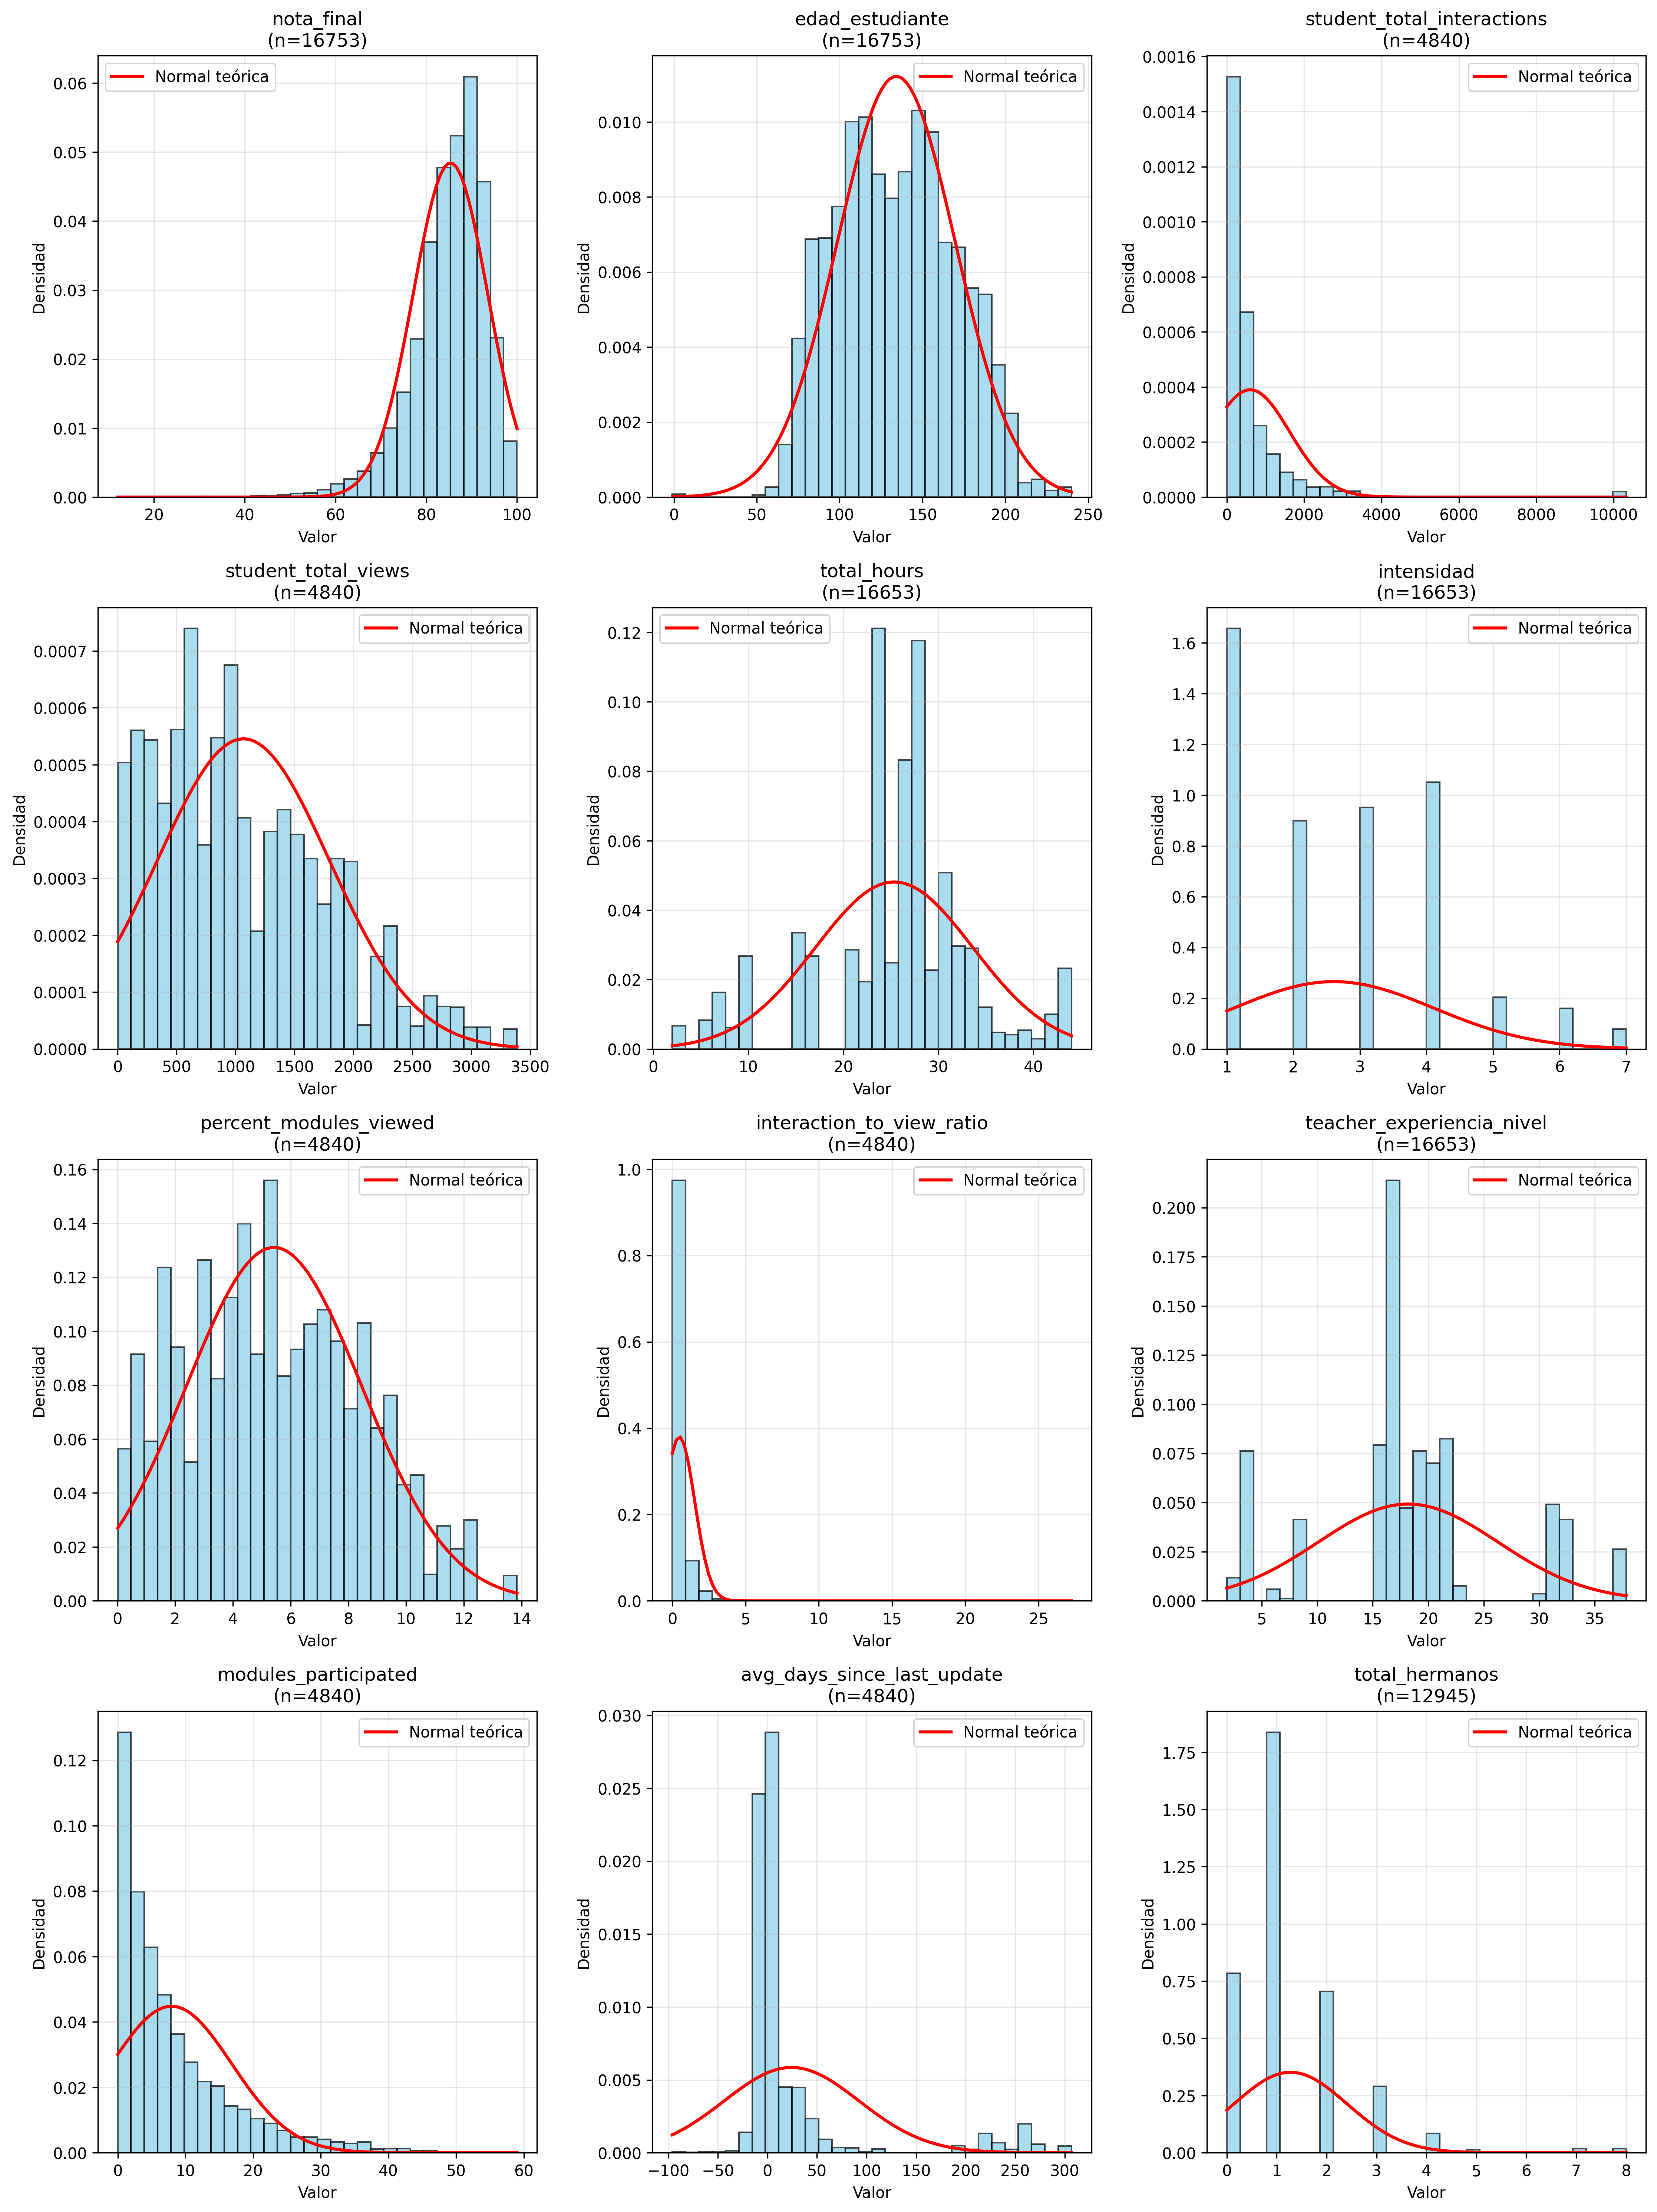 nota_final
(n=16753)
Normal teórica
0.06
0.05
0.04
0.03
0.02
0.01
0.00
Densidad
20
40
60
80
100
Valor
edad_estudiante
(n=16753)
Normal teórica
0.010
0.008
0.006
0.004
0.002
0.000
Densidad
0
50
100
150
200
250
Valor
student_total_interactions
(n=4840)
Normal teórica
0.0016
0.0014
0.0012
0.0010
0.0008
0.0006
0.0004
0.0002
0.0000
Densidad
0
2000
4000
6000
8000
10000
Valor
student_total_views
(n=4840)
Normal teórica
0.0007
0.0006
0.0005
0.0004
0.0003
0.0002
0.0001
0.0000
Densidad
0
500
1000
1500
2000
2500
3000
3500
Valor
total_hours
(n=16653)
Normal teórica
0.12
0.10
0.08
0.06
0.04
0.02
0.00
Densidad
0
10
20
30
40
Valor
intensidad
(n=16653)
Normal teórica
1.6
1.4
1.2
1.0
0.8
0.6
0.4
0.2
0.0
Densidad
1
2
3
4
5
6
7
Valor
percent_modules_viewed
(n=4840)
Normal teórica
0.16
0.14
0.12
0.10
0.08
0.06
0.04
0.02
0.00
Densidad
0
2
4
6
8
10
12
14
Valor
interaction_to_view_ratio
(n=4840)
Normal teórica
1.0
0.8
0.6
0.4
0.2
0.0
Densidad
0
5
10
15
20
25
Valor
teacher_experiencia_nivel
(n=16653)
Normal teórica
0.200
0.175
0.150
0.125
0.100
0.075
0.050
0.025
0.000
Densidad
5
10
15
20
25
30
35
Valor
modules_participated
(n=4840)
Normal teórica
0.12
0.10
0.08
0.06
0.04
0.02
0.00
Densidad
0
10
20
30
40
50
60
Valor
avg_days_since_last_update
(n=4840)
Normal teórica
0.030
0.025
0.020
0.015
0.010
0.005
0.000
Densidad
−100
−50
0
50
100
150
200
250
300
Valor
total_hermanos
(n=12945)
Normal teórica
1.75
1.50
1.25
1.00
0.75
0.50
0.25
0.00
Densidad
0
1
2
3
4
5
6
7
8
Valor